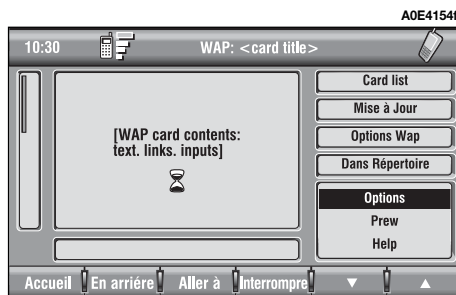 A0E4154f
10:30
WAP: <card title>
Card list
Mise à Jour
Options Wap
Dans Répertoire
[WAP card contents:
text. links. inputs]
Options
Prew
Help
Accueil
En arriére
Aller à
Interrompre